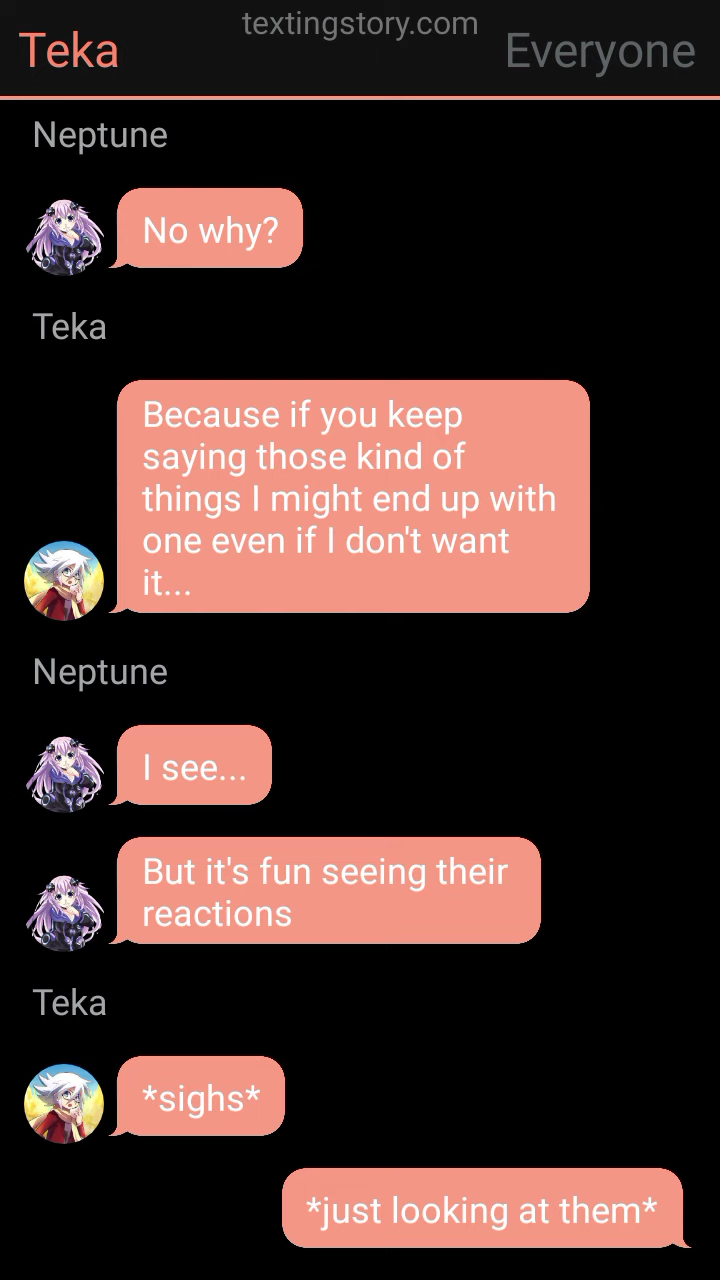 textingstory.com
Teka
Everyone
Neptune
No why?
Teka
Because if you keep
saying those kind of
things I might end up with
one even if I don't want
it...
Neptune
I see...
But it's fun seeing their
reactions
Teka
*sighs*
*just looking at them*